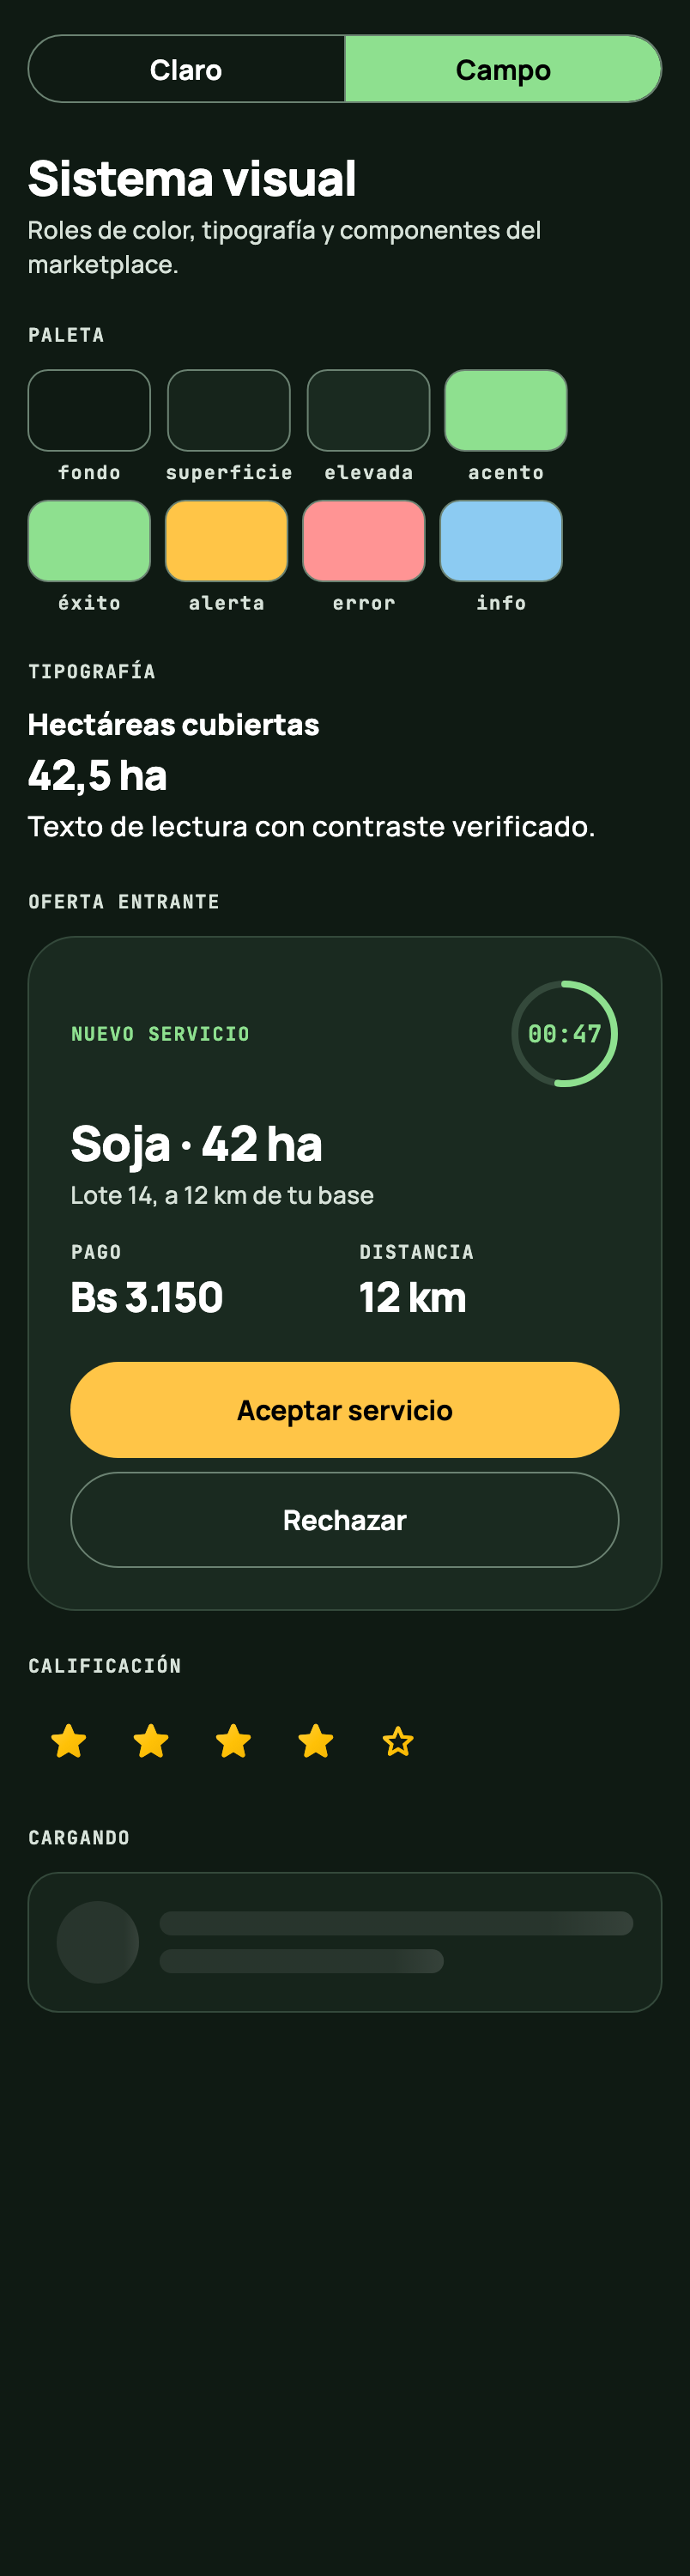 Claro
Campo
Sistema visual
Roles de color, tipografía y componentes del
marketplace.
PALETA
fondo superficie elevada acento
éxito alerta error info
TIPOGRAFÍA
Hectáreas cubiertas
42,5 ha
Texto de lectura con contraste verificado.
OFERTA ENTRANTE
NUEVO SERVICIO
00:47
Soja · 42 ha
Lote 14, a 12 km de tu base
PAGO DISTANCIA
Bs 3.150 12 km
Aceptar servicio
Rechazar
CALIFICACIÓN
CARGANDO